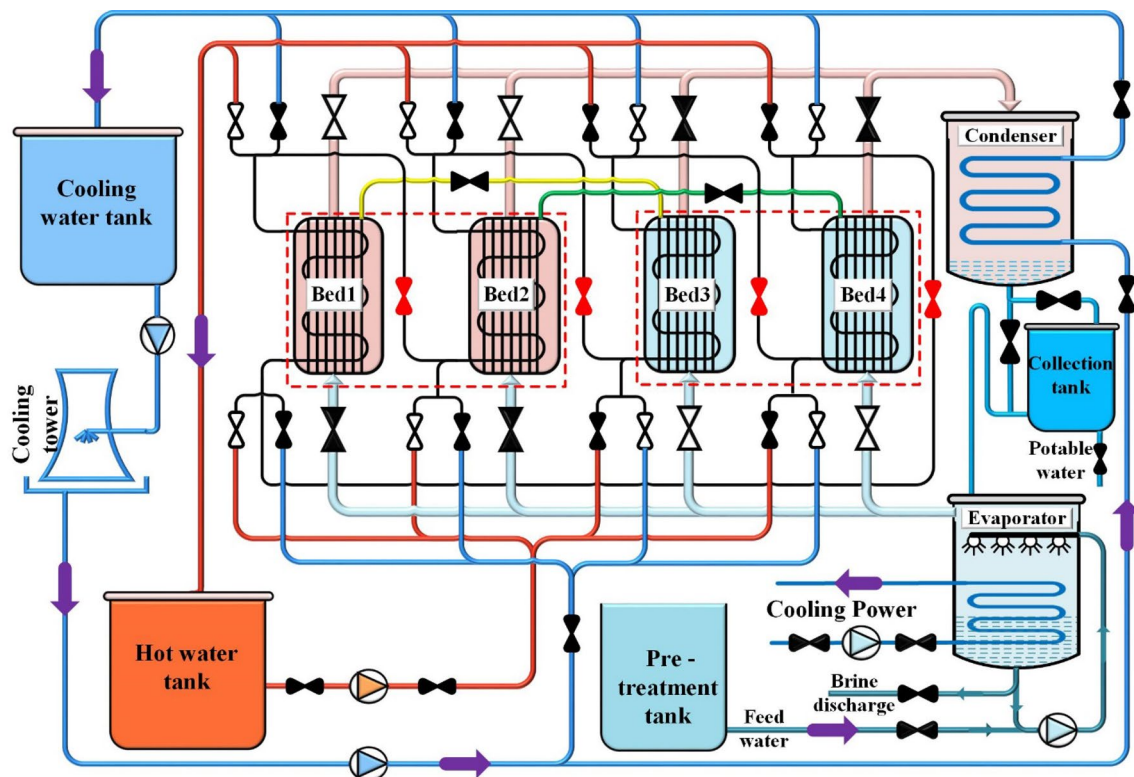 Condenser
Cooling
water tank
Bed1
Bed2
Bed3
Bed4
Collection
tank
Cooling
tower
Potable
water
Evaporator
Cooling Power
Hot water
tank
Pre -
treatment
tank
Brine
discharge
Feed
water